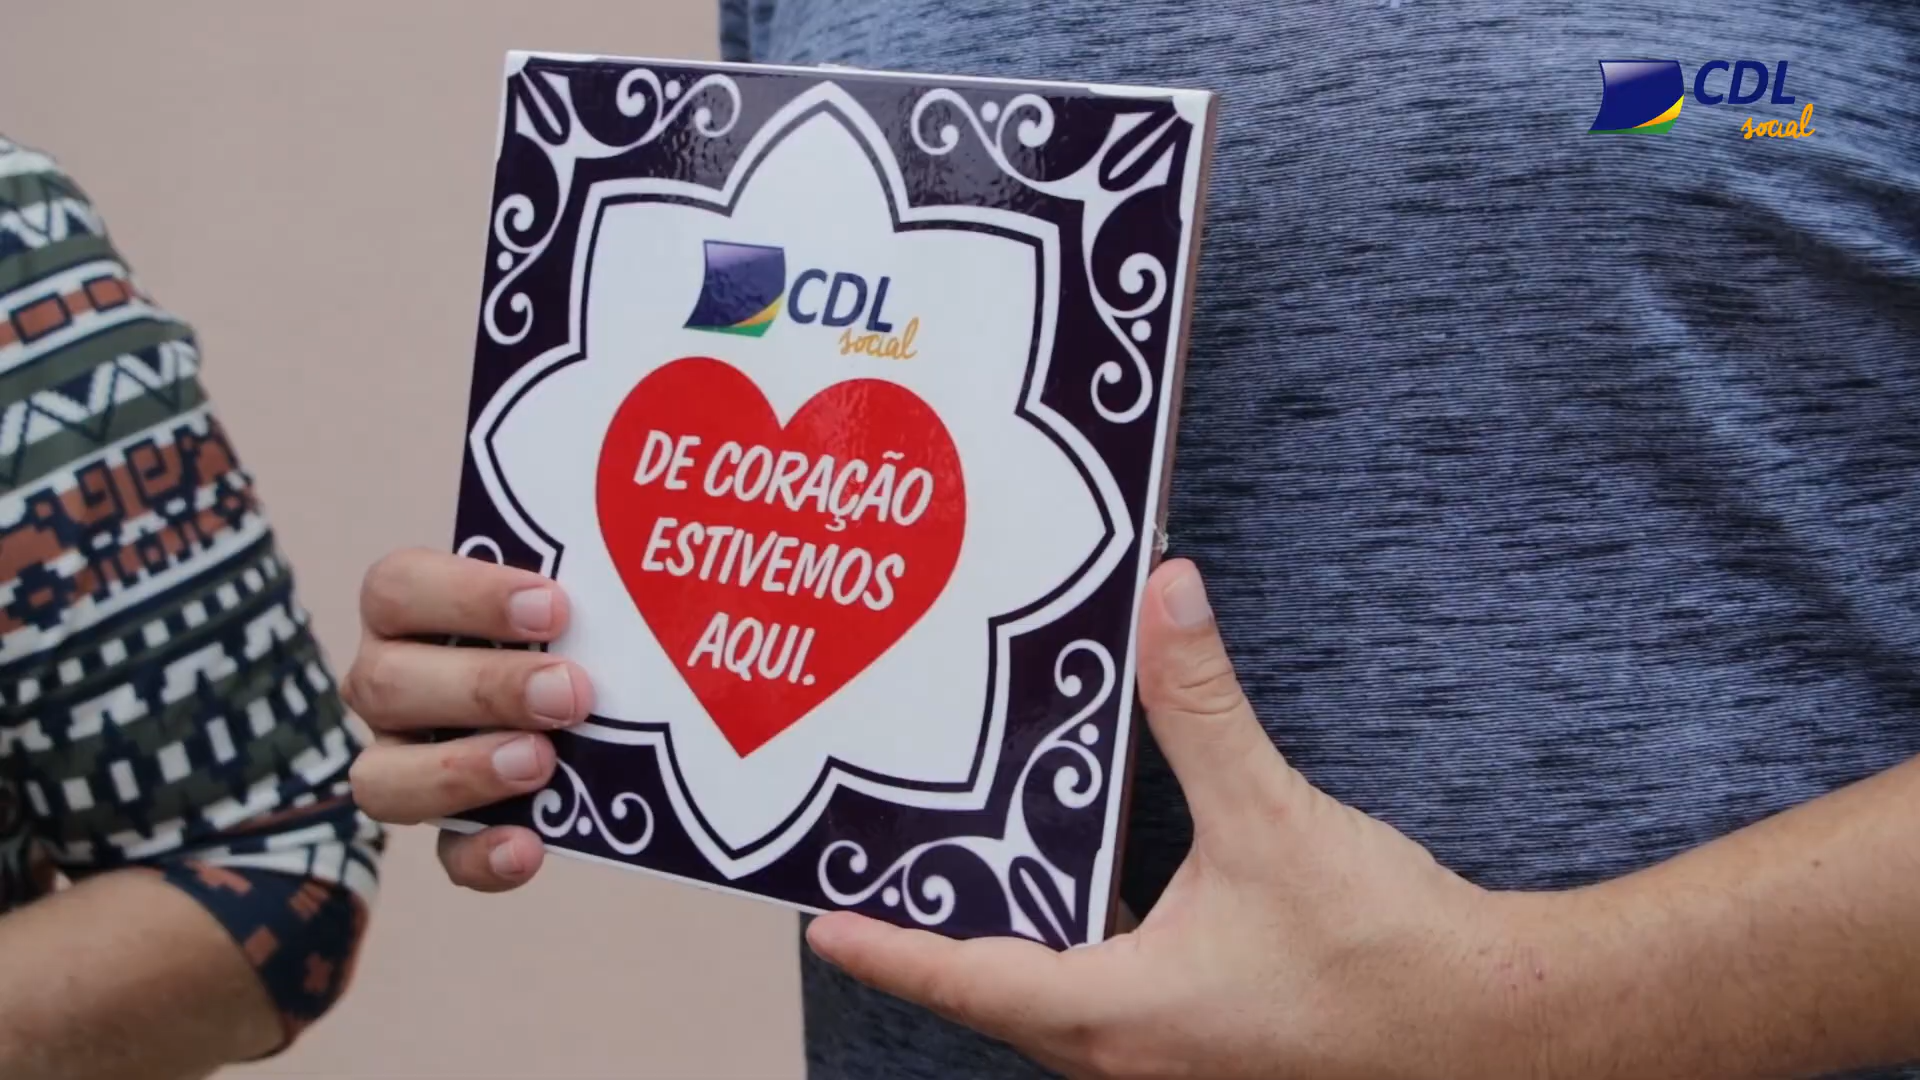 CDL
social
CDL
social
DE CORAÇÃO
ESTIVEMOS
AQUI.